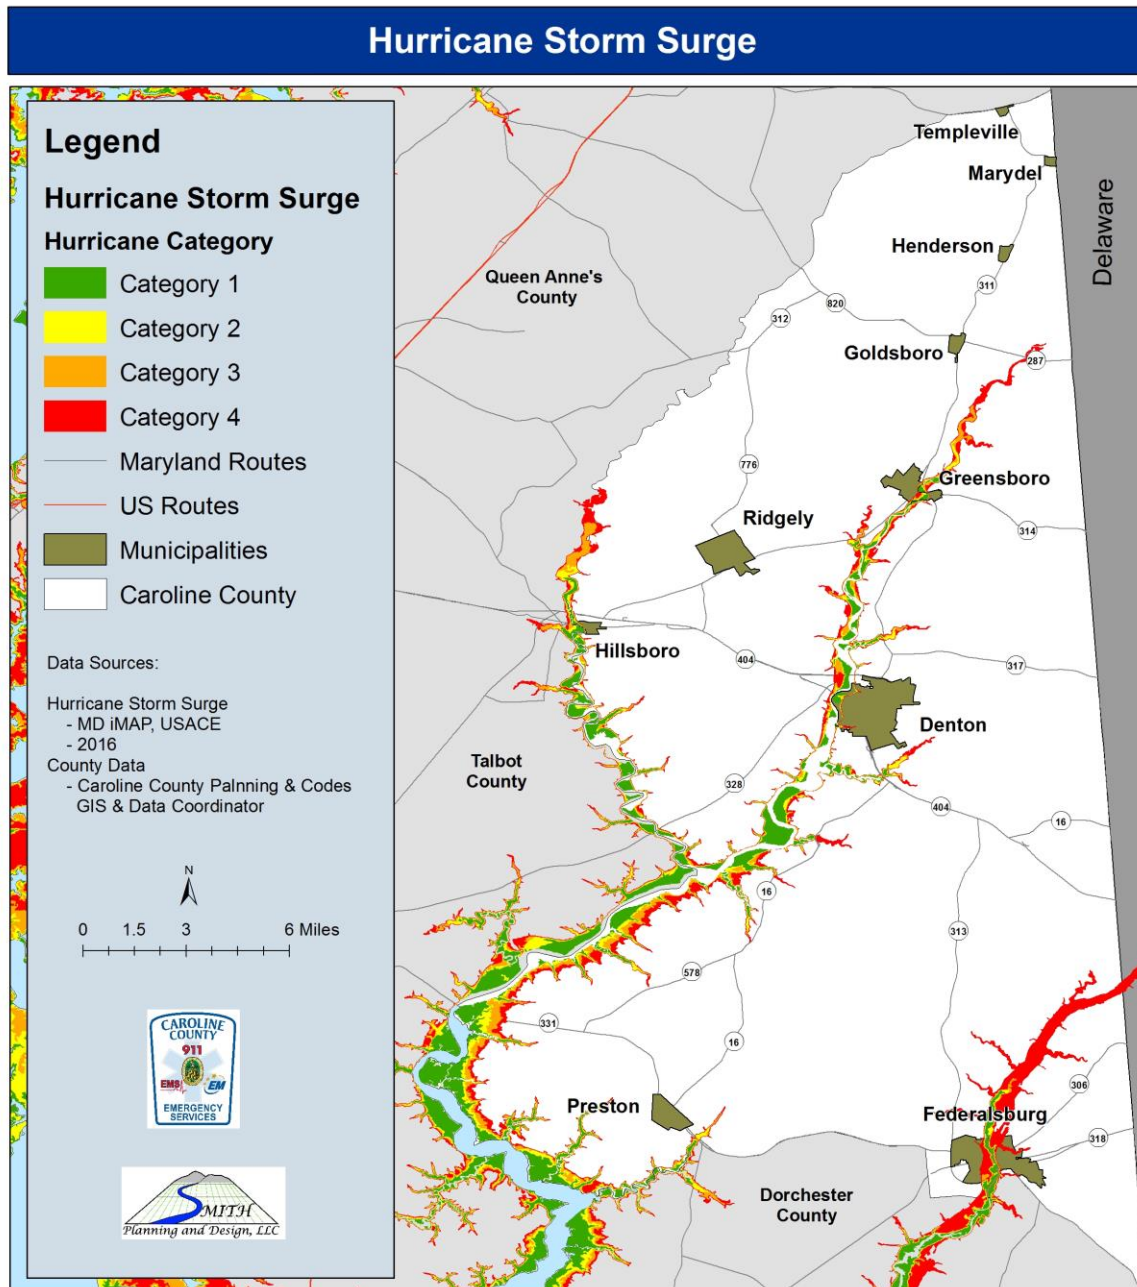 Hurricane Storm Surge
Legend
Hurricane Storm Surge
Hurricane Category
Category 1
Category 2
Category 3
Category 4
Maryland Routes
US Routes
Municipalities
Caroline County
Data Sources:
Hurricane Storm Surge
- MD iMAP, USACE
- 2016
County Data
- Caroline County Palnning & Codes
GIS & Data Coordinator
N
0 1.5 3 6 Miles
CAROLINE
COUNTY
911
EMS
EM
EMERGENCY
SERVICES
SMITH
Planning and Design, LLC
Templeville
Marydel
Delaware
Henderson
Queen Anne's
County
311
820
312
Goldsboro
287
776
Greensboro
Ridgely
314
Hillsboro
404
317
Denton
Talbot
County
328
404
16
16
313
578
331
16
306
Preston
Federalsburg
318
Dorchester
County